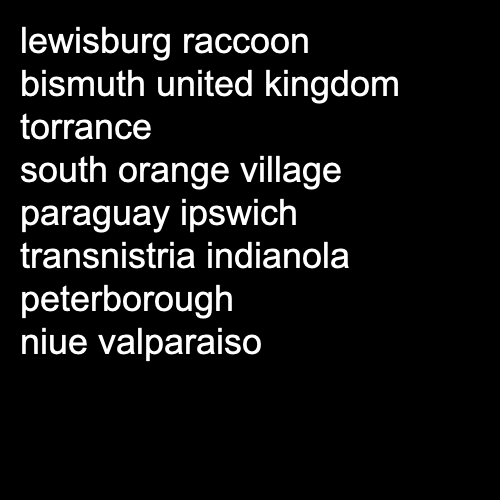 lewisburg raccoon
bismuth united kingdom
torrance
south orange village
paraguay ipswich
transnistria indianola
peterborough
niue valparaiso